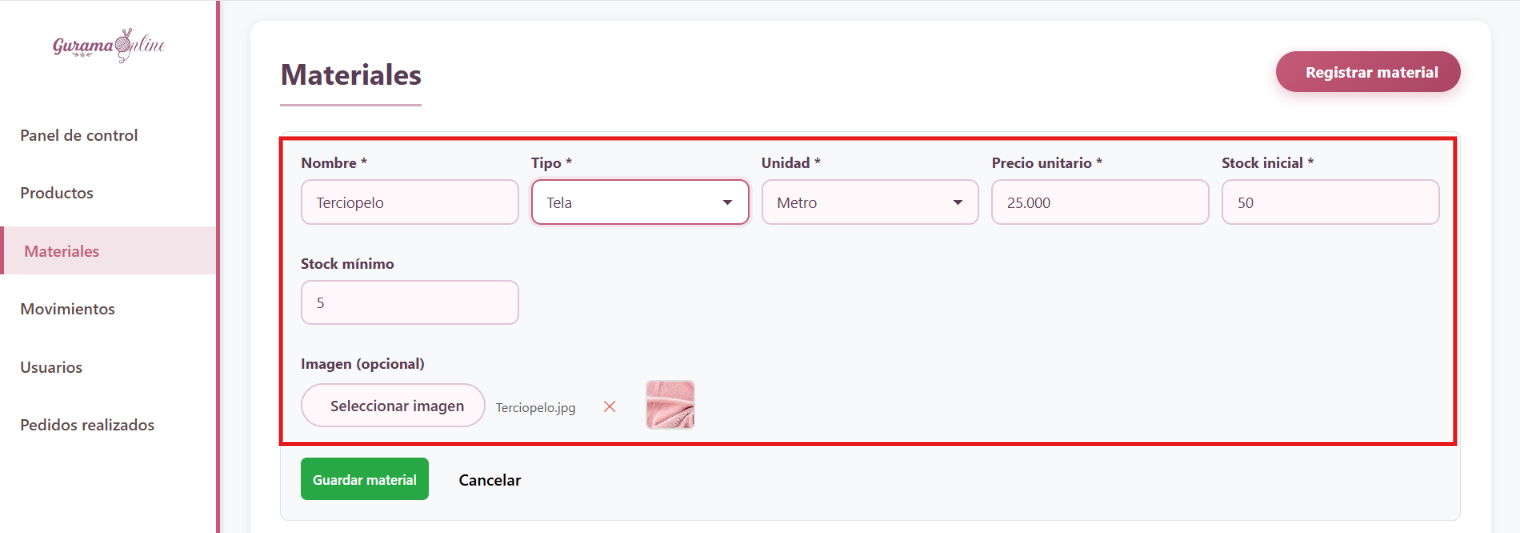 Gurama Online
Materiales
Registrar material
Panel de control
Productos
Materiales
Movimientos
Usuarios
Pedidos realizados
Nombre * Tipo * Unidad * Precio unitario * Stock inicial *
Terciopelo Tela Metro 25.000 50
Stock mínimo
5
Imagen (opcional)
Seleccionar imagen Terciopelo.jpg
Guardar material Cancelar